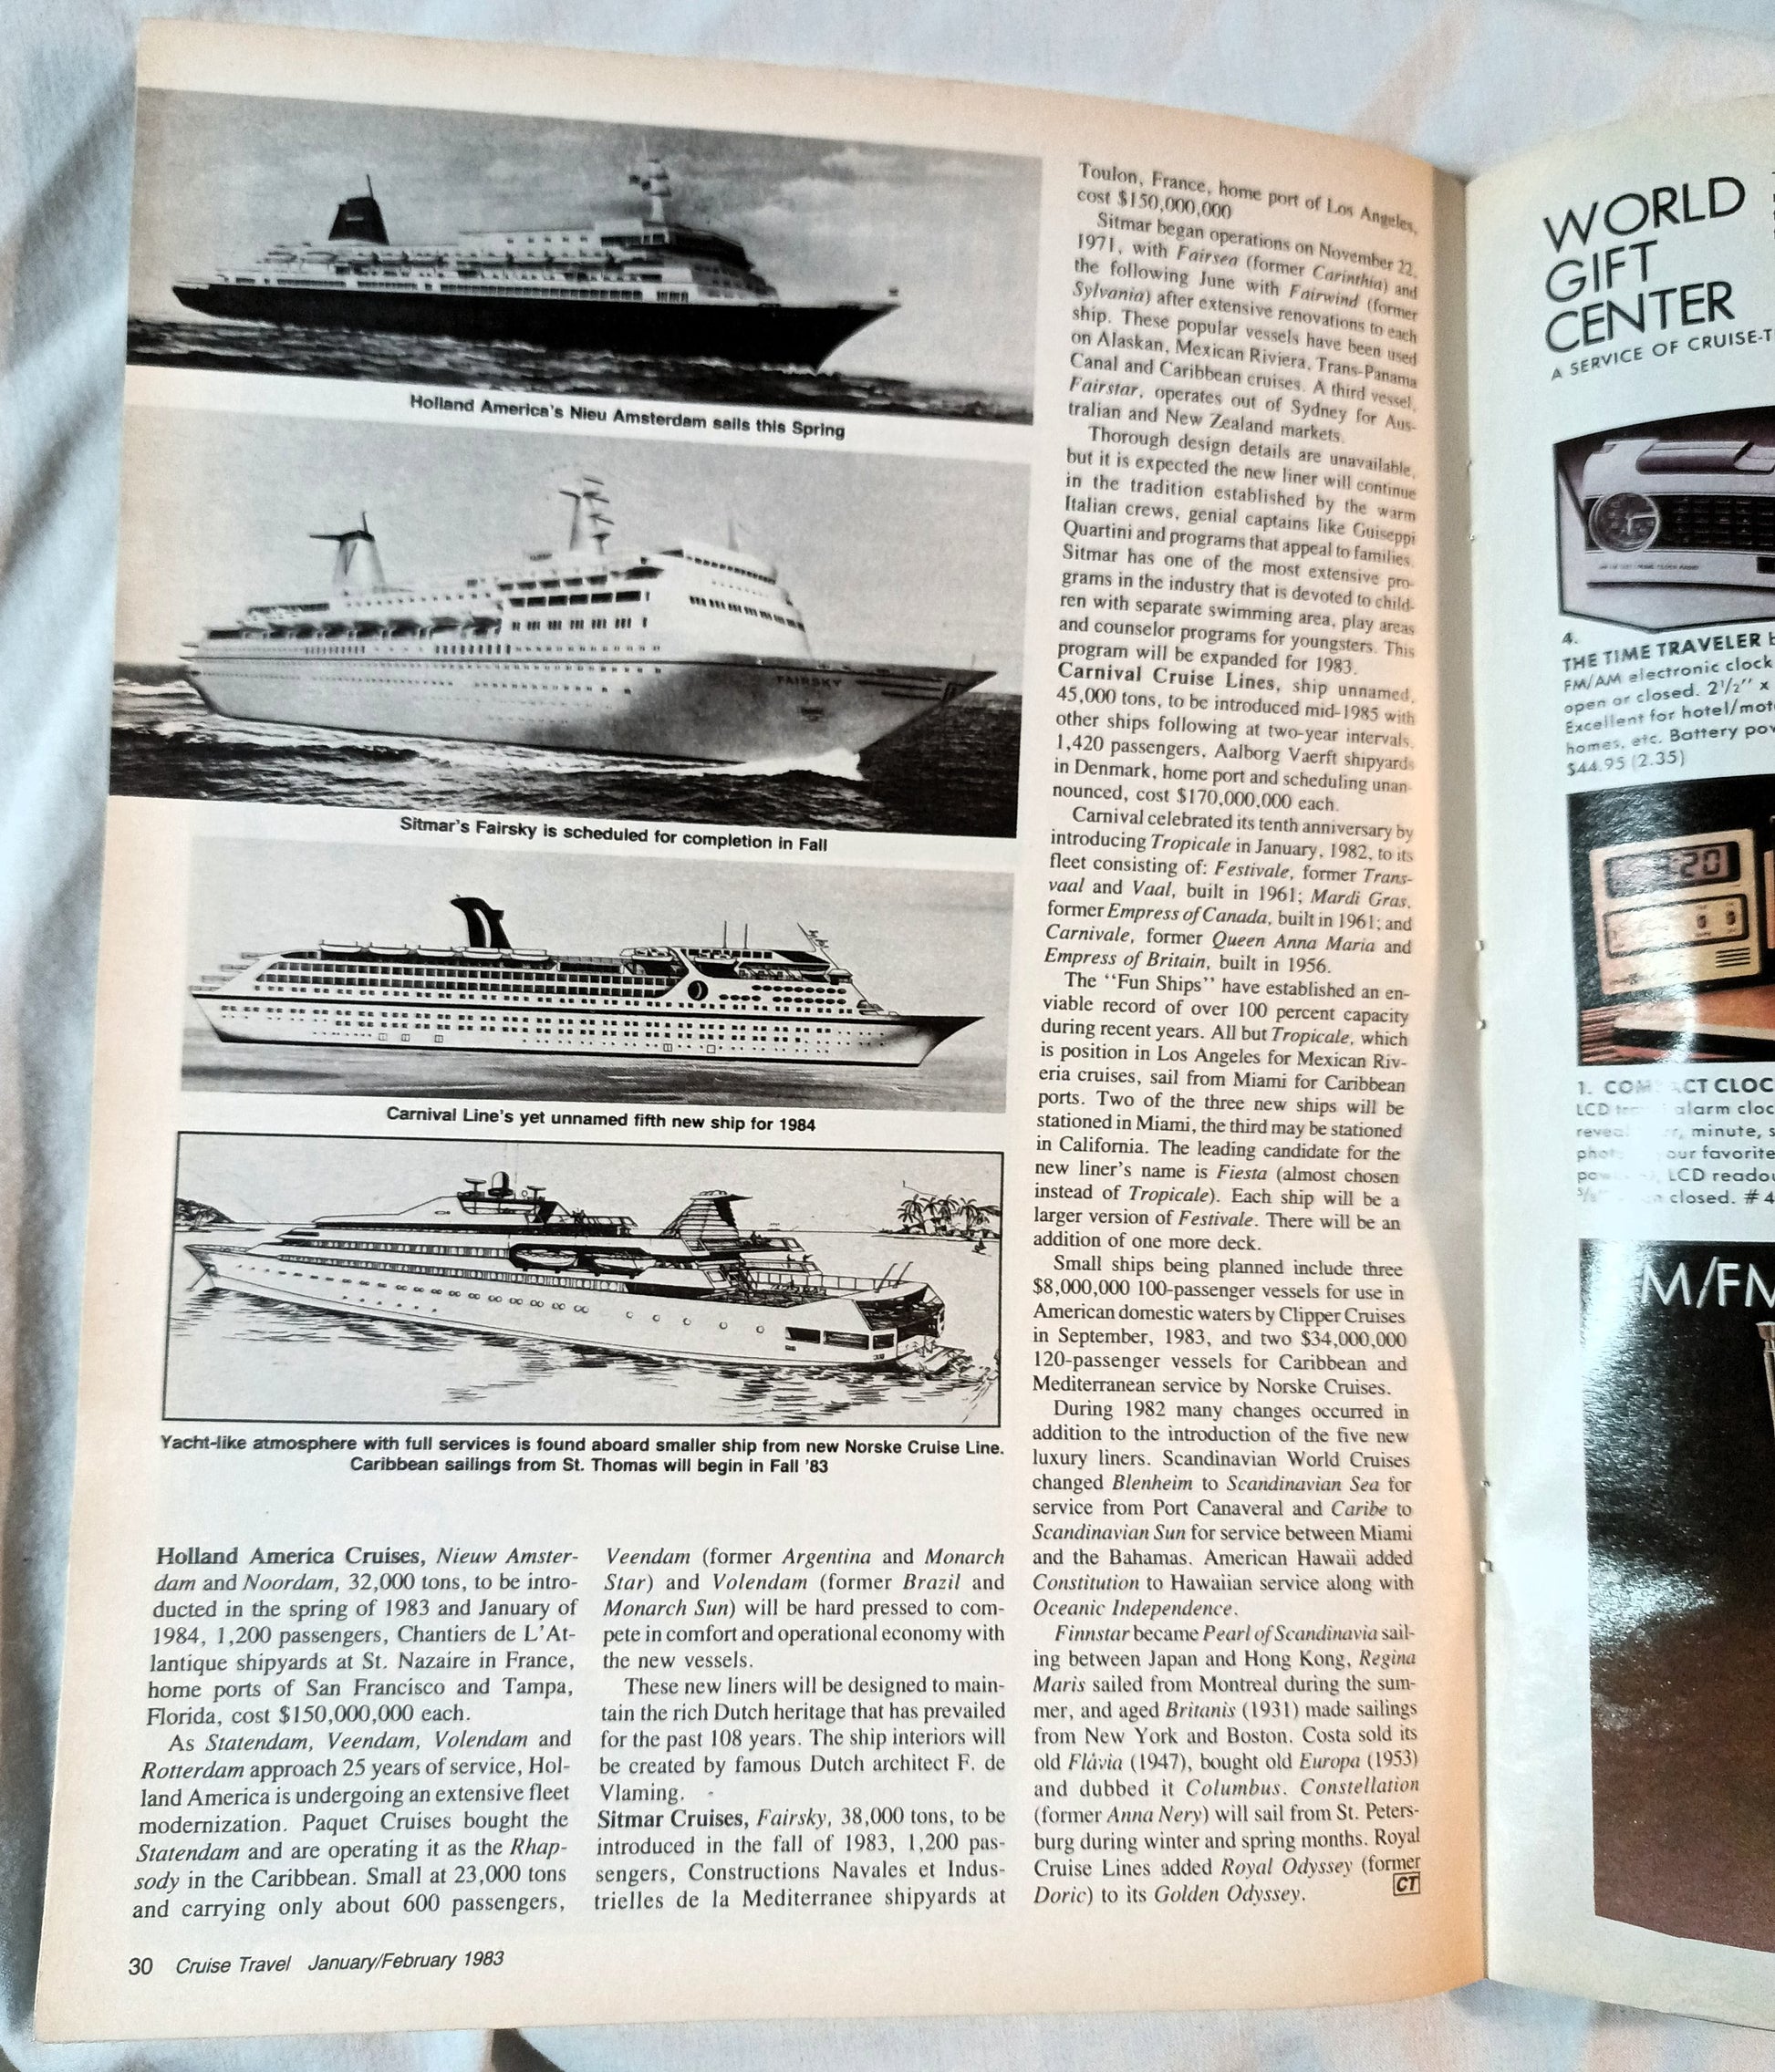 Holland America's Nieu Amsterdam sails this Spring
FAIRSKY
Sitmar's Fairsky is scheduled for completion in Fall
Carnival Line's yet unnamed fifth new ship for 1984
Yacht-like atmosphere with full services is found aboard smaller ship from new Norske Cruise Line.
Caribbean sailings from St. Thomas will begin in Fall '83
Holland America Cruises, Nieuw Amster-
dam and Noordam, 32,000 tons, to be intro-
ducted in the spring of 1983 and January of
1984, 1,200 passengers, Chantiers de L'At-
lantique shipyards at St. Nazaire in France,
home ports of San Francisco and Tampa,
Florida, cost $150,000,000 each.
As Statendam, Veendam, Volendam and
Rotterdam approach 25 years of service, Hol-
land America is undergoing an extensive fleet
modernization. Paquet Cruises bought the
Statendam and are operating it as the Rhap-
sody in the Caribbean. Small at 23,000 tons
and carrying only about 600 passengers,
Veendam (former Argentina and Monarch
Star) and Volendam (former Brazil and
Monarch Sun) will be hard pressed to com-
pete in comfort and operational economy with
the new vessels.
These new liners will be designed to main-
tain the rich Dutch heritage that has prevailed
for the past 108 years. The ship interiors will
be created by famous Dutch architect F. de
Vlaming.
Sitmar Cruises, Fairsky, 38,000 tons, to be
introduced in the fall of 1983, 1,200 pas-
sengers, Constructions Navales et Indus-
trielles de la Mediterranee shipyards at
Toulon, France, home port of Los Angeles,
cost $150,000,000
Sitmar began operations on November 22,
1971, with Fairsea (former Carinthia) and
the following June with Fairwind (former
Sylvania) after extensive renovations to each
ship. These popular vessels have been used
on Alaskan, Mexican Riviera, Trans-Panama
Canal and Caribbean cruises. A third vessel,
Fairstar, operates out of Sydney for Aus-
tralian and New Zealand markets.
Thorough design details are unavailable,
but it is expected the new liner will continue
in the tradition established by the warm
Italian crews, genial captains like Guiseppi
Quartini and programs that appeal to families.
Sitmar has one of the most extensive pro-
grams in the industry that is devoted to child-
ren with separate swimming area, play areas
and counselor programs for youngsters. This
program will be expanded for 1983.
Carnival Cruise Lines, ship unnamed,
45,000 tons, to be introduced mid-1985 with
other ships following at two-year intervals,
1,420 passengers, Aalborg Vaerft shipyards
in Denmark, home port and scheduling unan-
nounced, cost $170,000,000 each.
Carnival celebrated its tenth anniversary by
introducing Tropicale in January, 1982, to its
fleet consisting of: Festivale, former Trans-
vaal and Vaal, built in 1961; Mardi Gras,
former Empress of Canada, built in 1961; and
Carnivale, former Queen Anna Maria and
Empress of Britain, built in 1956.
The "Fun Ships" have established an en-
viable record of over 100 percent capacity
during recent years. All but Tropicale, which
is position in Los Angeles for Mexican Riv-
eria cruises, sail from Miami for Caribbean
ports. Two of the three new ships will be
stationed in Miami, the third may be stationed
in California. The leading candidate for the
new liner's name is Fiesta (almost chosen
instead of Tropicale). Each ship will be a
larger version of Festivale. There will be an
addition of one more deck.
Small ships being planned include three
$8,000,000 100-passenger vessels for use in
American domestic waters by Clipper Cruises
in September, 1983, and two $34,000,000
120-passenger vessels for Caribbean and
Mediterranean service by Norske Cruises.
During 1982 many changes occurred in
addition to the introduction of the five new
luxury liners. Scandinavian World Cruises
changed Blenheim to Scandinavian Sea for
service from Port Canaveral and Caribe to
Scandinavian Sun for service between Miami
and the Bahamas. American Hawaii added
Constitution to Hawaiian service along with
Oceanic Independence.
Finnstar became Pearl of Scandinavia sail-
ing between Japan and Hong Kong, Regina
Maris sailed from Montreal during the sum-
mer, and aged Britanis (1931) made sailings
from New York and Boston. Costa sold its
old Flávia (1947), bought old Europa (1953)
and dubbed it Columbus. Constellation
(former Anna Nery) will sail from St. Peters-
burg during winter and spring months. Royal
Cruise Lines added Royal Odyssey (former
Doric) to its Golden Odyssey.
CT
30 Cruise Travel January/February 1983
WORLD
GIFT
CENTER
A SERVICE OF CRUISE-T
4.
THE TIME TRAVELER
FM/AM electronic clock
open or closed. 2 1/2" x
Excellent for hotel/mot
homes, etc. Battery pow
$44.95 (2.35)
:20
1. COM CT CLOC
LCD alarm cloc
minute, s
our favorite
LCD readou
closed. # 4
M/FM